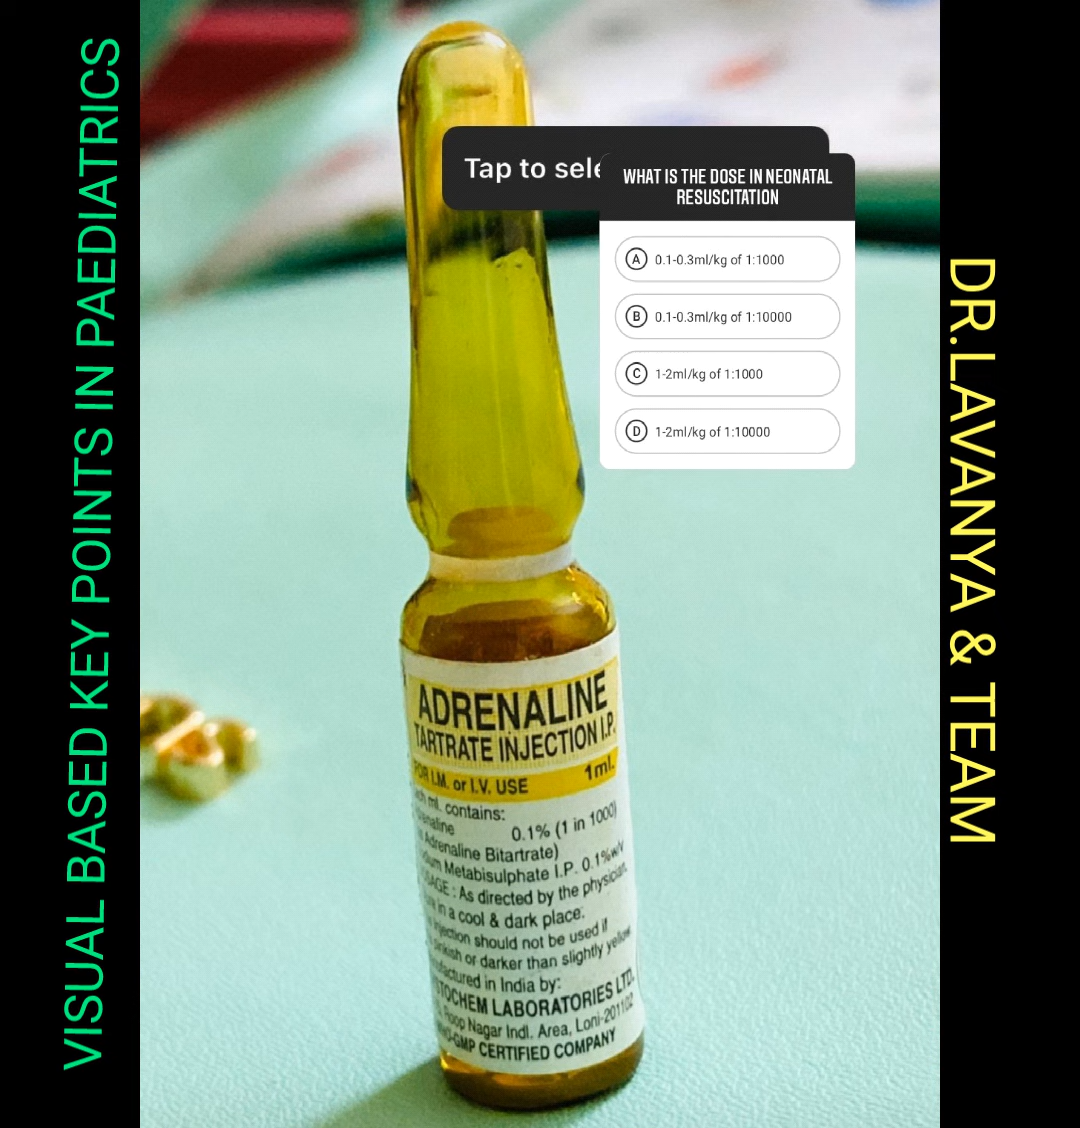 VISUAL BASED KEY POINTS IN PAEDIATRICS
Tap to sele
WHAT IS THE DOSE IN NEONATAL
RESUSCITATION
A 0.1-0.3ml/kg of 1:1000
B 0.1-0.3ml/kg of 1:10000
C 1-2ml/kg of 1:1000
D 1-2ml/kg of 1:10000
DR.LAVANYA & TEAM
ADRENALINE
TARTRATE INJECTION I.P.
I.M. or I.V. USE 1ml.
ml. contains:
0.1% (1 in 1000)
Adrenaline Bitartrate)
Metabisulphate I.P. 0.1%w/v
: As directed by the physician.
in a cool & dark place.
injection should not be used if
or darker than slightly yellow
in India by:
LABORATORIES LTD.
Roop Nagar Indl. Area, Loni-201102
GMP CERTIFIED COMPANY